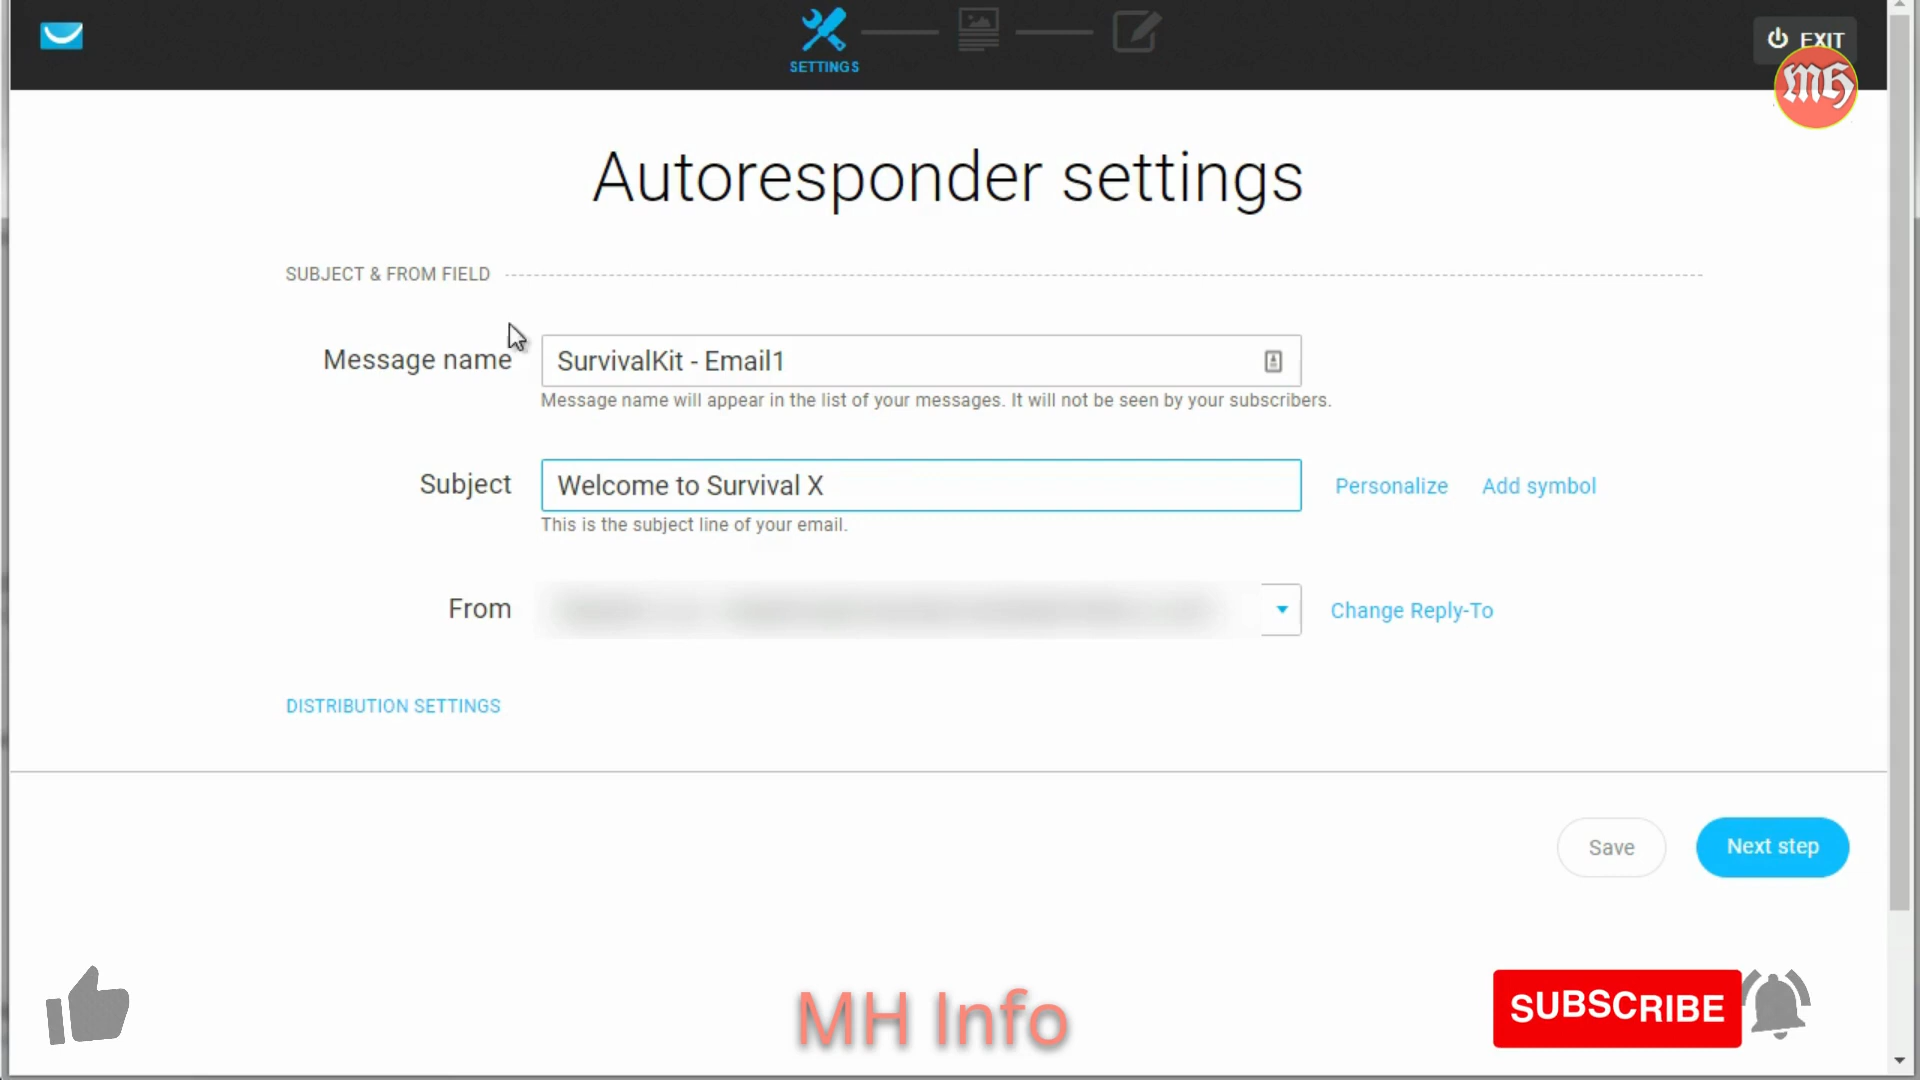 SETTINGS
EXIT
MH
Autoresponder settings
SUBJECT & FROM FIELD
Message name
SurvivalKit - Email1
Message name will appear in the list of your messages. It will not be seen by your subscribers.
Subject
Welcome to Survival X
Personalize
Add symbol
This is the subject line of your email.
From
Change Reply-To
DISTRIBUTION SETTINGS
Save
Next step
MH Info
SUBSCRIBE